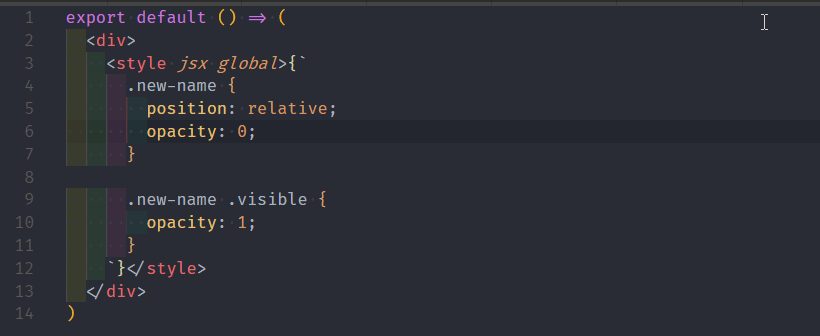 1 export default () => (
2   <div>
3     <style jsx global>{`
4       .new-name {
5         position: relative;
6         opacity: 0;
7       }
8
9       .new-name .visible {
10         opacity: 1;
11       }
12     `}</style>
13   </div>
14 )